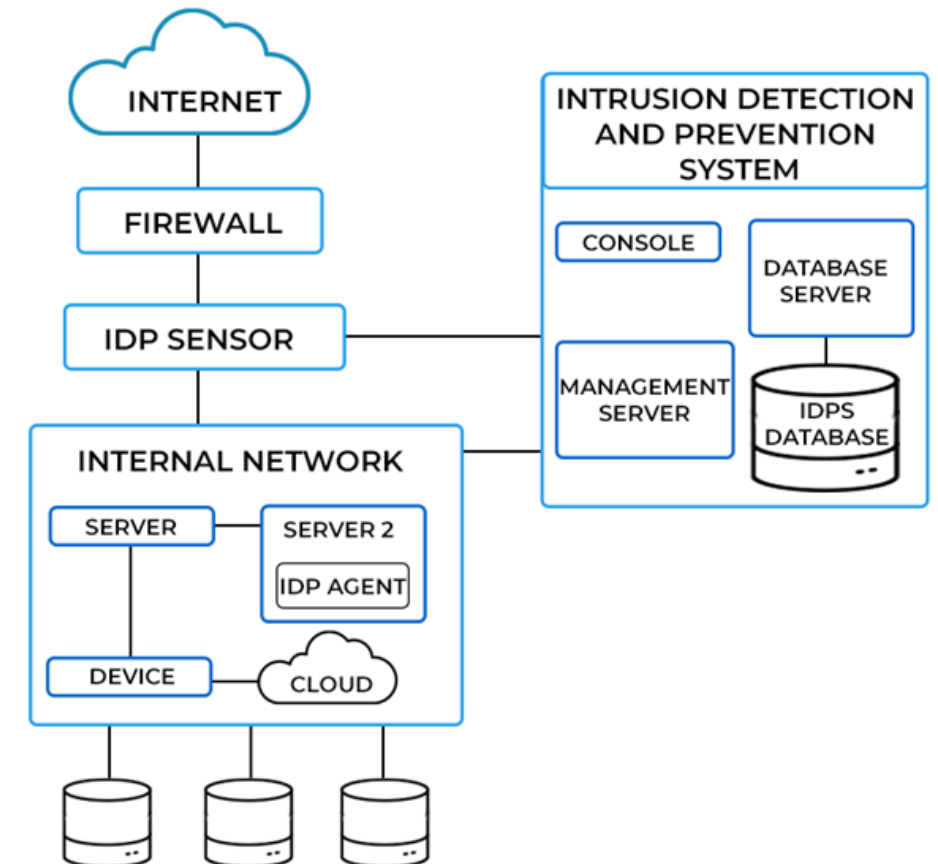 INTERNET
FIREWALL
IDP SENSOR
INTERNAL NETWORK
SERVER
SERVER 2
IDP AGENT
DEVICE
CLOUD
INTRUSION DETECTION
AND PREVENTION
SYSTEM
CONSOLE
DATABASE
SERVER
MANAGEMENT
SERVER
IDPS
DATABASE